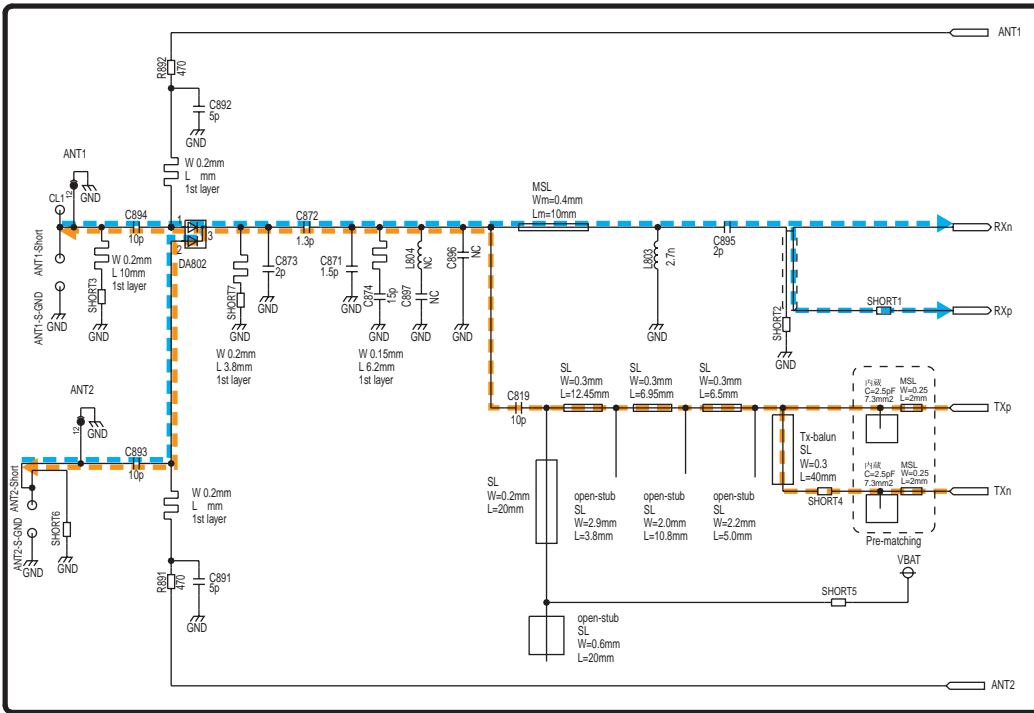 ANT1
R892
470
C892
5p
GND
ANT1
12
GND
CL1
W 0.2mm
L mm
1st layer
MSL
Wm=0.4mm
Lm=10mm
C894
10p
1
2
3
DA802
C872
1.3p
C895
2p
RXn
ANT1-Short
ANT1-S-GND
GND
W 0.2mm
L 10mm
1st layer
SHORT3
GND
SHORT7
GND
C873
2p
GND
C871
1.5p
GND
C874
15p
GND
L804
NC
C897
NC
GND
C896
NC
GND
L803
2.7n
GND
SHORT2
GND
SHORT1
RXp
W 0.2mm
L 3.8mm
1st layer
W 0.15mm
L 6.2mm
1st layer
SL
W=0.3mm
L=12.45mm
SL
W=0.3mm
L=6.95mm
SL
W=0.3mm
L=6.5mm
内蔵
C=2.5pF
7.3mm2
MSL
W=0.25
L=2mm
TXp
C819
10p
ANT2
12
GND
C893
10p
Tx-balun
SL
W=0.3
L=40mm
内蔵
C=2.5pF
7.3mm2
MSL
W=0.25
L=2mm
TXn
SHORT4
Pre-matching
ANT2-Short
ANT2-S-GND
GND
SHORT6
GND
W 0.2mm
L mm
1st layer
SL
W=0.2mm
L=20mm
open-stub
SL
W=2.9mm
L=3.8mm
open-stub
SL
W=2.0mm
L=10.8mm
open-stub
SL
W=2.2mm
L=5.0mm
VBAT
SHORT5
R891
470
C891
5p
GND
open-stub
SL
W=0.6mm
L=20mm
ANT2